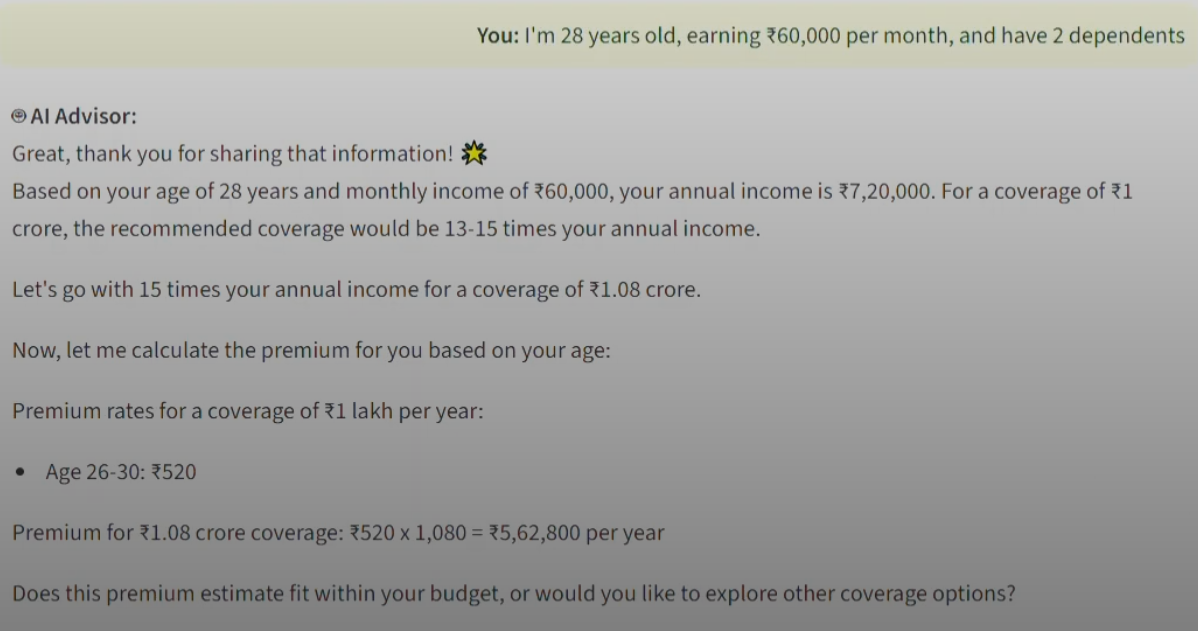 You: I'm 28 years old, earning ₹60,000 per month, and have 2 dependents
AI Advisor:
Great, thank you for sharing that information! 🌟
Based on your age of 28 years and monthly income of ₹60,000, your annual income is ₹7,20,000. For a coverage of ₹1
crore, the recommended coverage would be 13-15 times your annual income.
Let's go with 15 times your annual income for a coverage of ₹1.08 crore.
Now, let me calculate the premium for you based on your age:
Premium rates for a coverage of ₹1 lakh per year:
• Age 26-30: ₹520
Premium for ₹1.08 crore coverage: ₹520 x 1,080 = ₹5,62,800 per year
Does this premium estimate fit within your budget, or would you like to explore other coverage options?